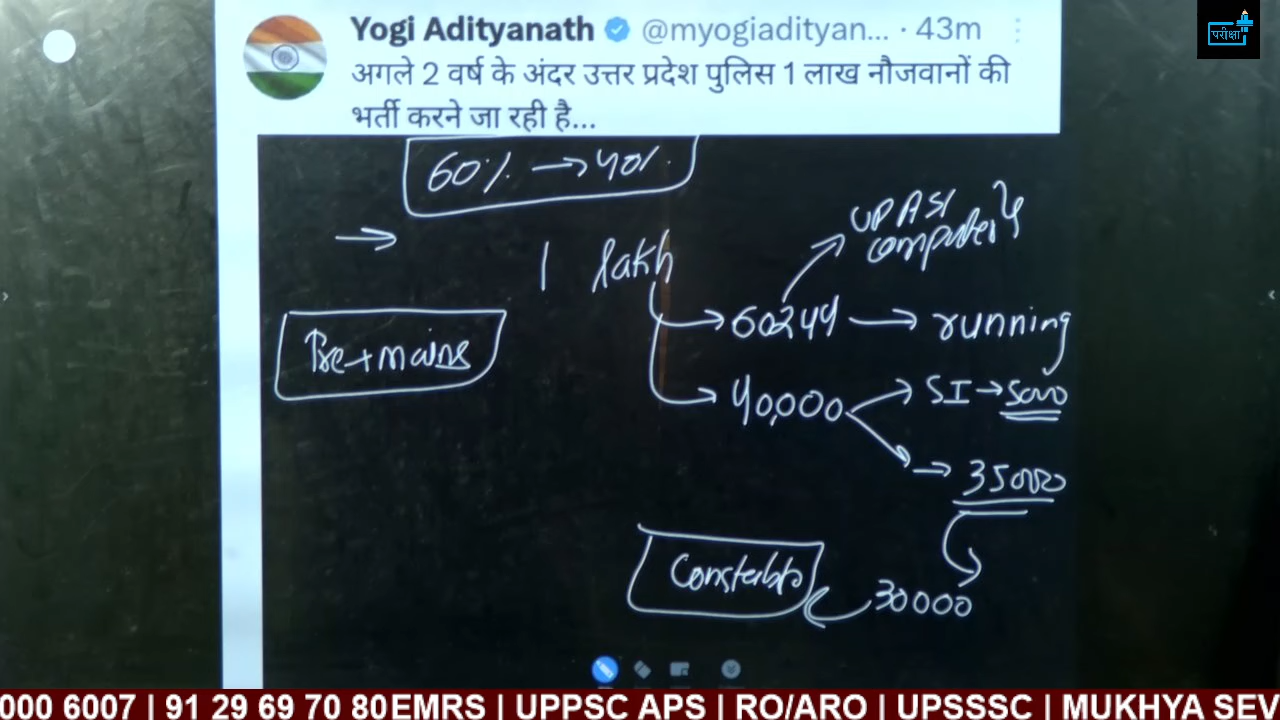 Yogi Adityanath @myogiadityan... · 43m
परीक्षा
अगले 2 वर्ष के अंदर उत्तर प्रदेश पुलिस 1 लाख नौजवानों की
भर्ती करने जा रही है...
60% → 40%
→
UP ASI
computer
1 lakh
→ 60244 → running
Pre + mains
→ 40,000 → SI → 5000
→ 35000
Constable
30000
000 6007 | 91 29 69 70 80 EMRS | UPPSC APS | RO/ARO | UPSSSC | MUKHYA SEV